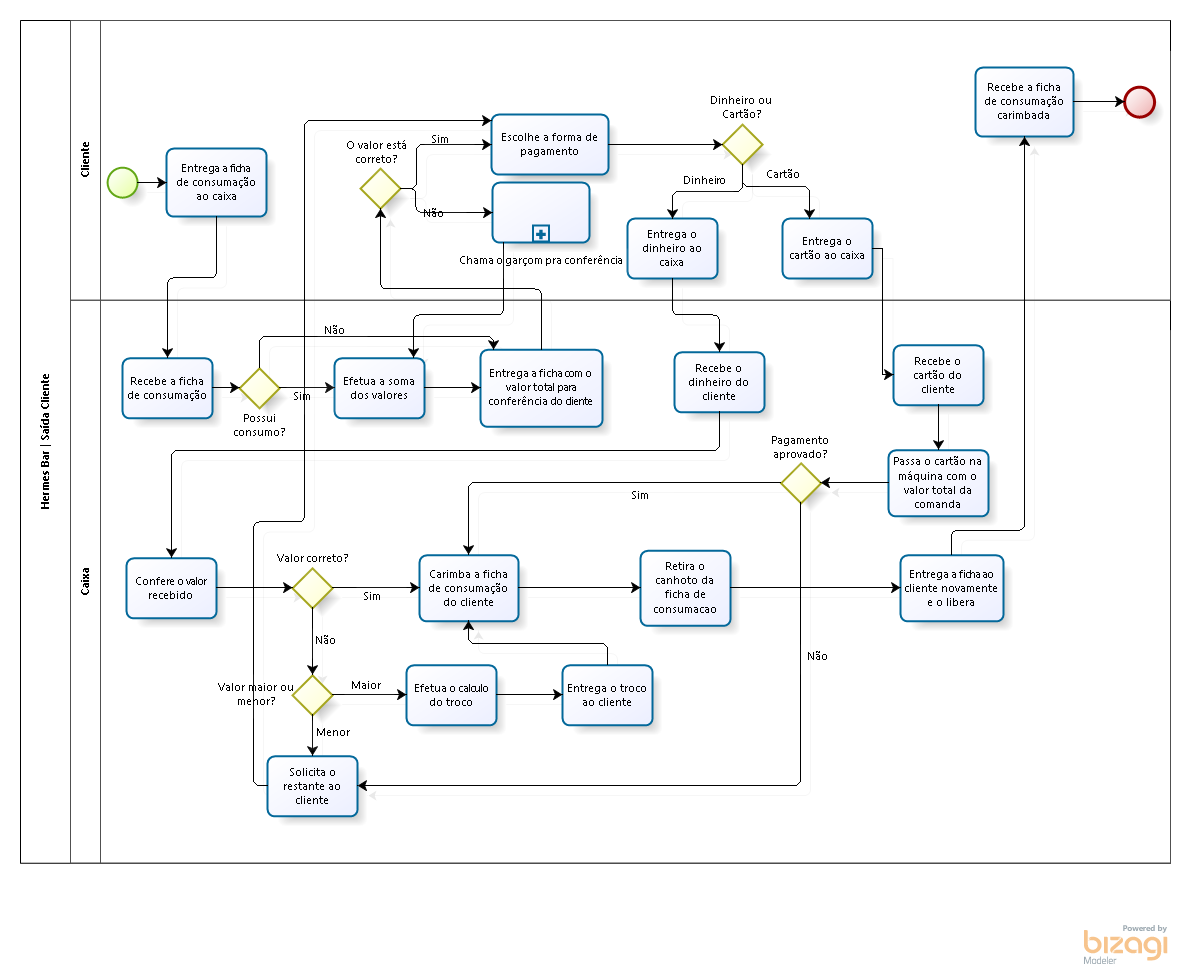 Hermes Bar | Saída Cliente
Cliente
Entrega a ficha
de consumação
ao caixa
O valor está
correto?
Sim
Não
Escolhe a forma de
pagamento
Chama o garçom pra conferência
Dinheiro ou
Cartão?
Dinheiro
Cartão
Entrega o
dinheiro ao
caixa
Entrega o
cartão ao caixa
Recebe a ficha
de consumação
carimbada
Caixa
Recebe a ficha
de consumação
Possui
consumo?
Não
Sim
Efetua a soma
dos valores
Entrega a ficha com o
valor total para
conferência do cliente
Recebe o
dinheiro do
cliente
Recebe o
cartão do
cliente
Passa o cartão na
máquina com o
valor total da
comanda
Pagamento
aprovado?
Sim
Não
Confere o valor
recebido
Valor correto?
Sim
Não
Carimba a ficha
de consumação
do cliente
Retira o
canhoto da
ficha de
consumacao
Entrega a ficha ao
cliente novamente
e o libera
Valor maior ou
menor?
Maior
Menor
Efetua o calculo
do troco
Entrega o troco
ao cliente
Solicita o
restante ao
cliente
Powered by
bizagi
Modeler